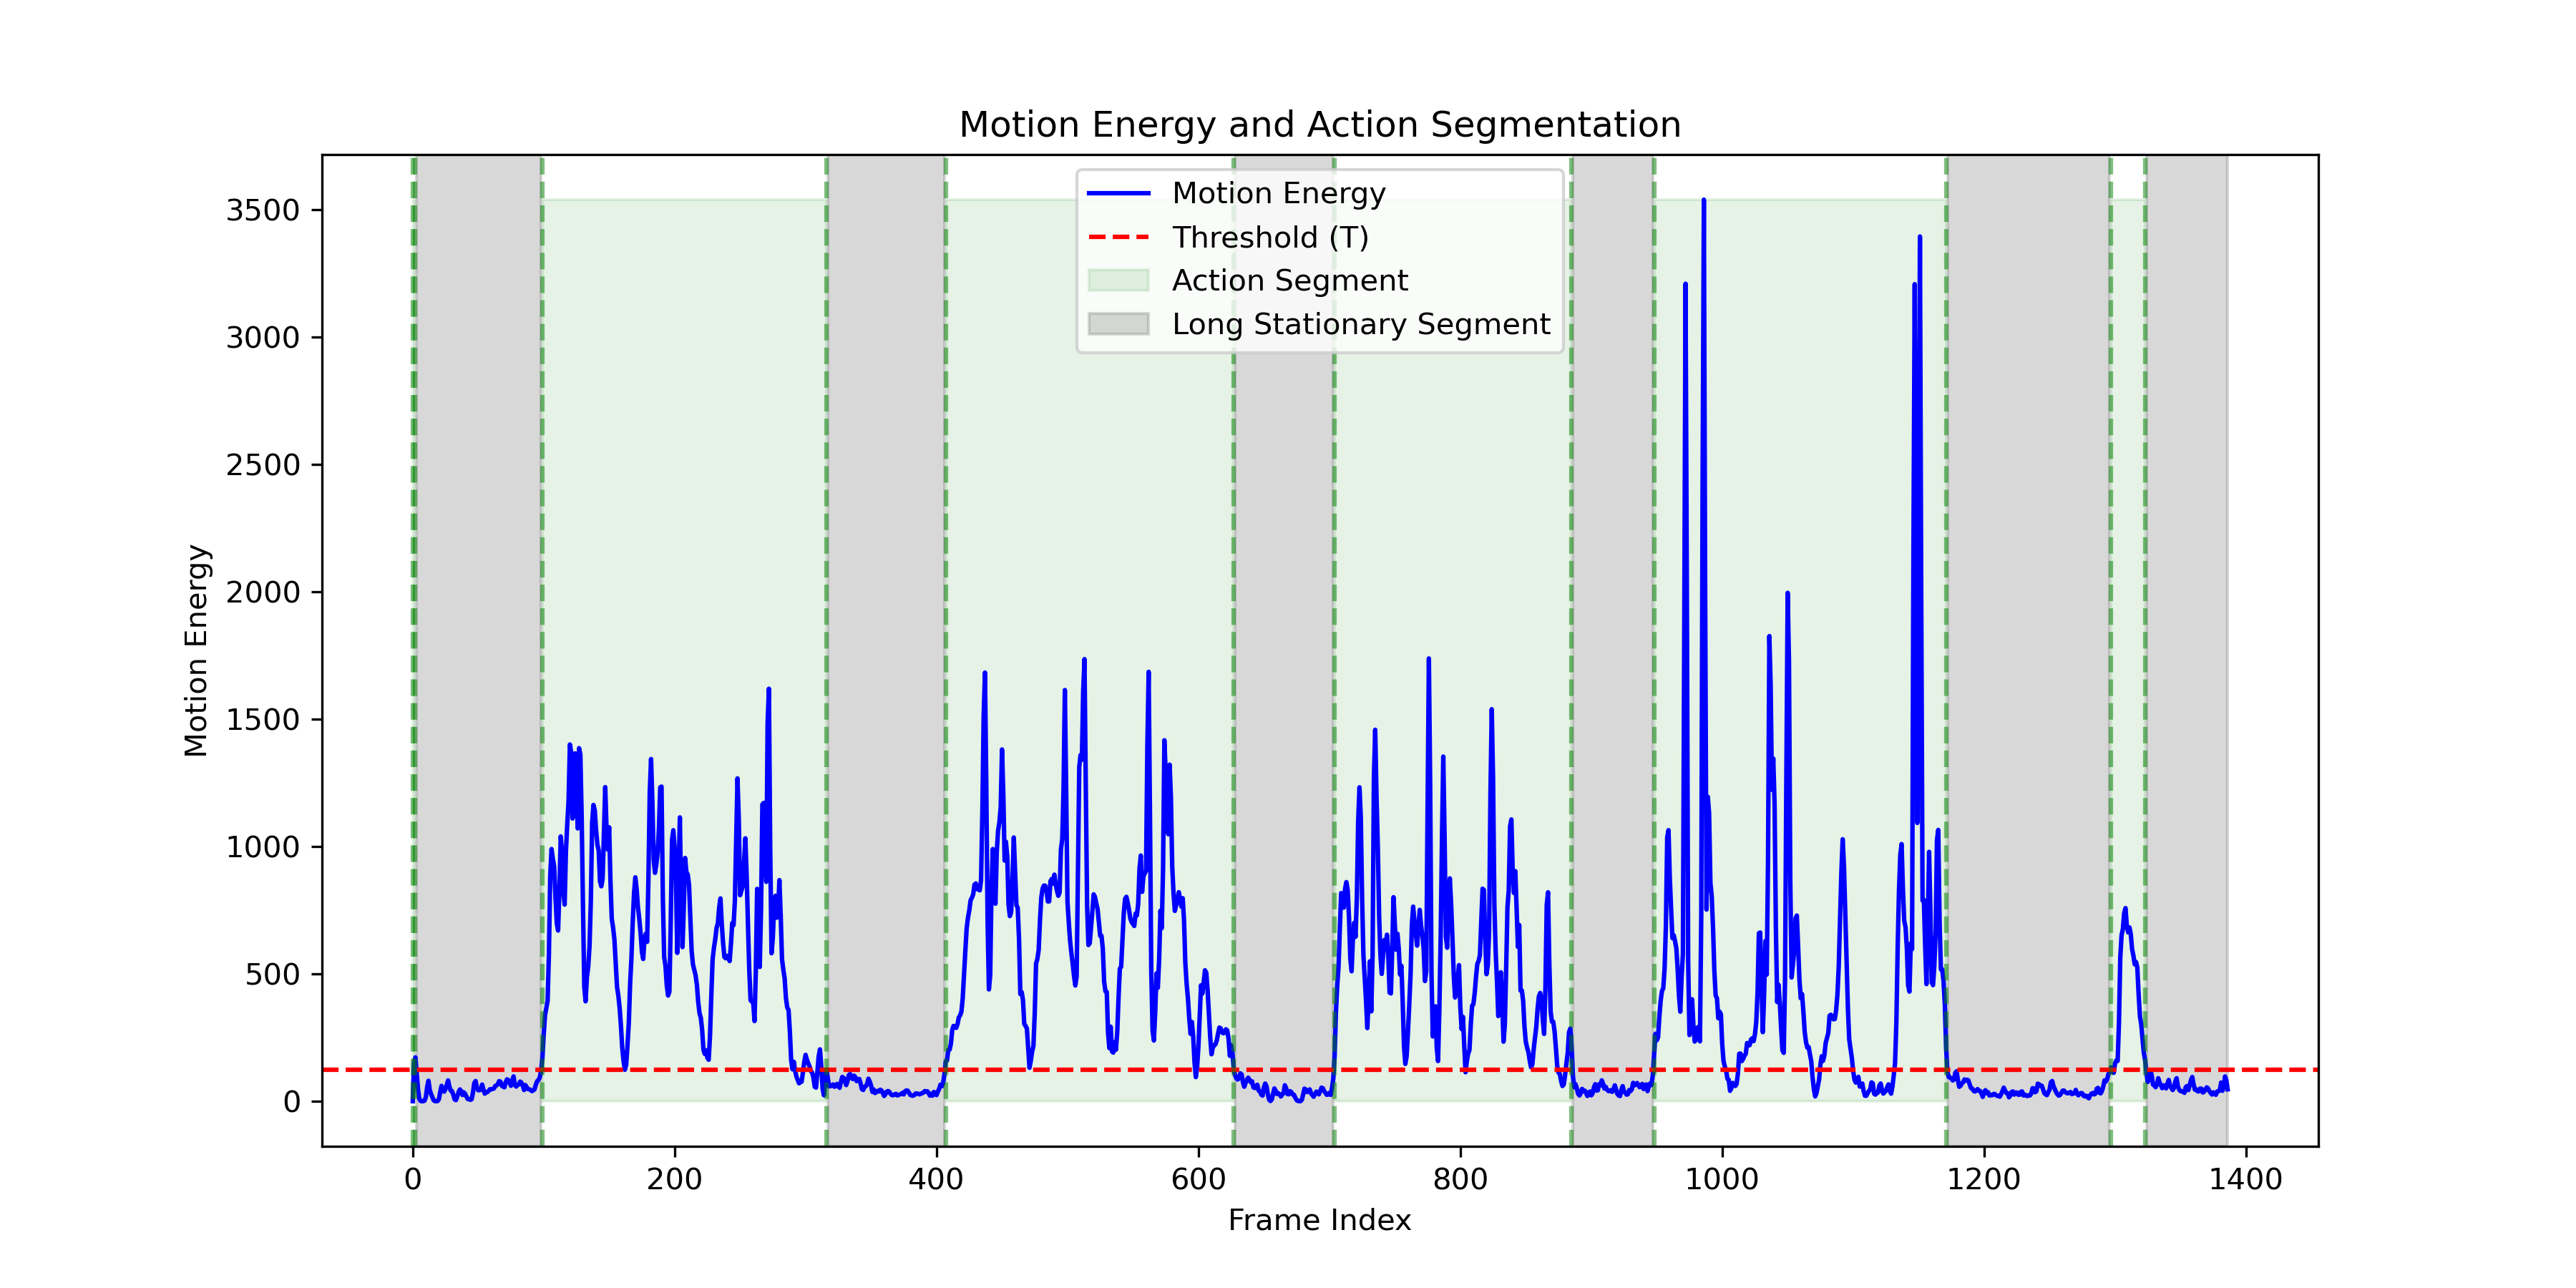 Motion Energy and Action Segmentation
Motion Energy
Threshold (T)
Action Segment
Long Stationary Segment
3500
3000
2500
2000
1500
1000
500
0
Motion Energy
0 200 400 600 800 1000 1200 1400
Frame Index